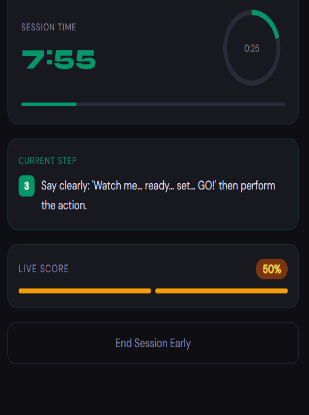 SESSION TIME
7:55
0:25
CURRENT STEP
3
Say clearly: 'Watch me... ready... set... GO!' then perform
the action.
LIVE SCORE
50%
End Session Early